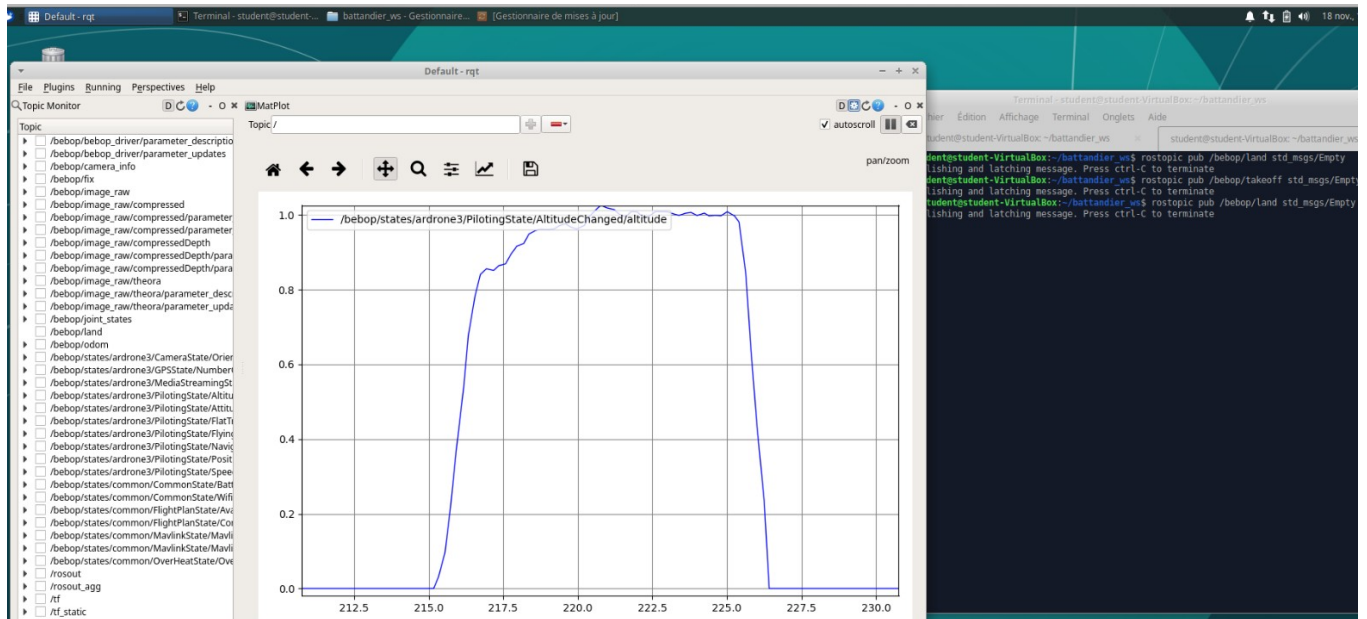 Default - rqt
Terminal - student@student-...
battandier_ws - Gestionnaire...
[Gestionnaire de mises à jour]
18 nov.,
Default - rqt
File Plugins Running Perspectives Help
Topic Monitor
D
- O ×
MatPlot
D
- O ×
Topic
/bebop/bebop_driver/parameter_descriptio
/bebop/bebop_driver/parameter_updates
/bebop/camera_info
/bebop/fix
/bebop/image_raw
/bebop/image_raw/compressed
/bebop/image_raw/compressed/parameter
/bebop/image_raw/compressed/parameter
/bebop/image_raw/compressedDepth
/bebop/image_raw/compressedDepth/para
/bebop/image_raw/compressedDepth/para
/bebop/image_raw/theora
/bebop/image_raw/theora/parameter_desc
/bebop/image_raw/theora/parameter_upda
/bebop/joint_states
/bebop/land
/bebop/odom
/bebop/states/ardrone3/CameraState/Orier
/bebop/states/ardrone3/GPSState/Number
/bebop/states/ardrone3/MediaStreamingSt
/bebop/states/ardrone3/PilotingState/Altitu
/bebop/states/ardrone3/PilotingState/Attitu
/bebop/states/ardrone3/PilotingState/FlatTr
/bebop/states/ardrone3/PilotingState/Flying
/bebop/states/ardrone3/PilotingState/Navig
/bebop/states/ardrone3/PilotingState/Posit
/bebop/states/ardrone3/PilotingState/Spee
/bebop/states/common/CommonState/Batt
/bebop/states/common/CommonState/Wifi
/bebop/states/common/FlightPlanState/Ava
/bebop/states/common/FlightPlanState/Cor
/bebop/states/common/MavlinkState/Mavli
/bebop/states/common/MavlinkState/Mavli
/bebop/states/common/OverHeatState/Ove
/rosout
/rosout_agg
/tf
/tf_static
Topic /
autoscroll
pan/zoom
/bebop/states/ardrone3/PilotingState/AltitudeChanged/altitude
1.0
0.8
0.6
0.4
0.2
0.0
212.5 215.0 217.5 220.0 222.5 225.0 227.5 230.0
Terminal - student@student-VirtualBox: ~/battandier_ws
hier Édition Affichage Terminal Onglets Aide
tudent@student-VirtualBox: ~/battandier_ws ×
student@student-VirtualBox: ~/battandier_ws
dent@student-VirtualBox:~/battandier_ws$ rostopic pub /bebop/land std_msgs/Empty
lishing and latching message. Press ctrl-C to terminate
dent@student-VirtualBox:~/battandier_ws$ rostopic pub /bebop/takeoff std_msgs/Empty
lishing and latching message. Press ctrl-C to terminate
tudent@student-VirtualBox:~/battandier_ws$ rostopic pub /bebop/land std_msgs/Empty
lishing and latching message. Press ctrl-C to terminate